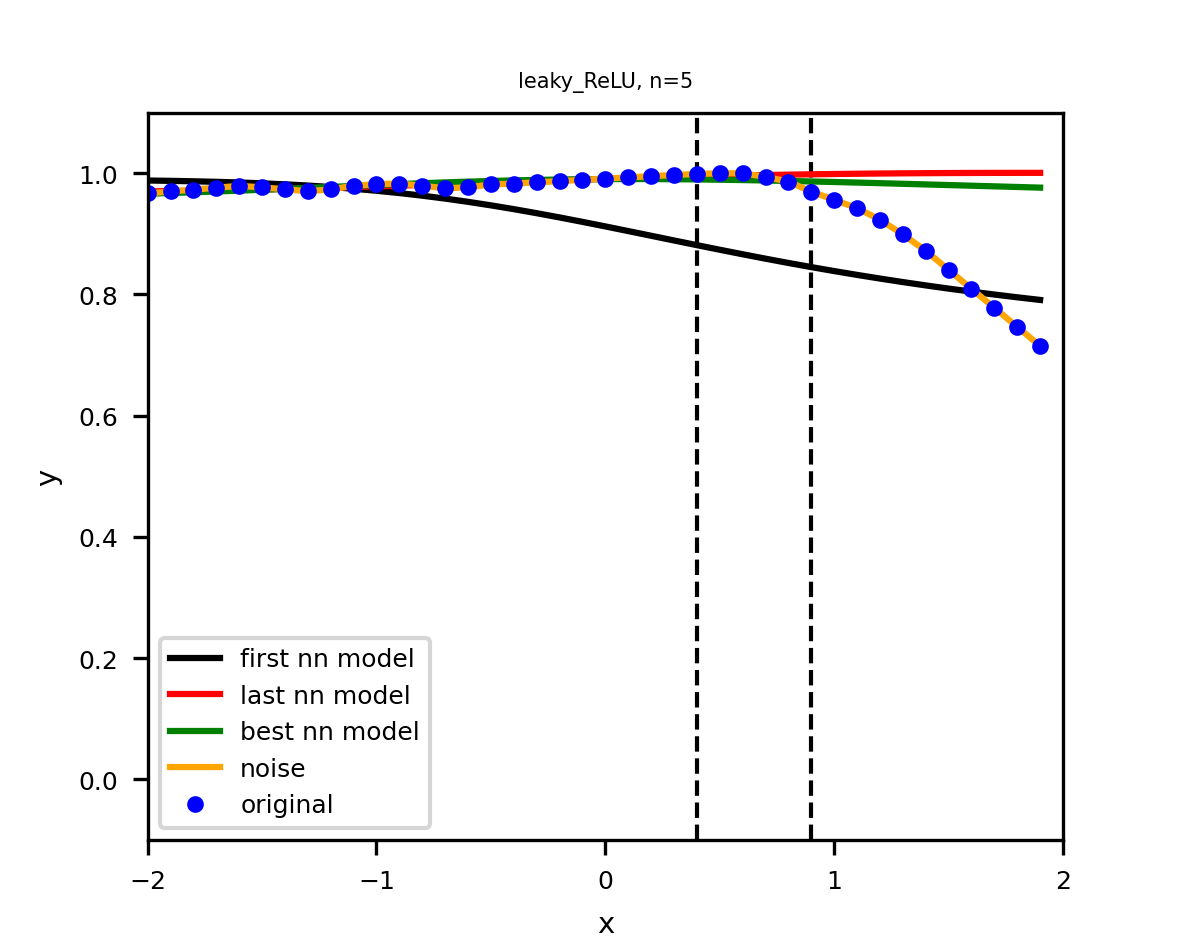 leaky_ReLU, n=5
1.0
0.8
0.6
0.4
0.2
0.0
y
first nn model
last nn model
best nn model
noise
original
−2
−1
0
1
2
x